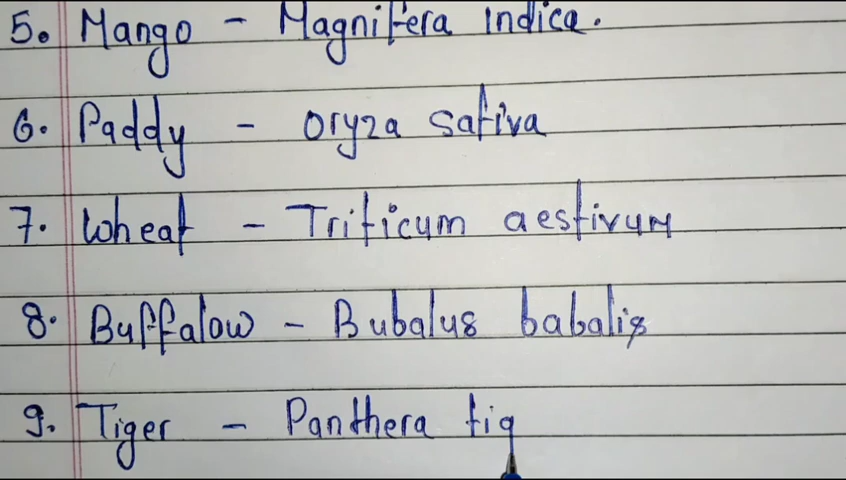 5. Mango - Magnifera indica.
6. Paddy - oryza sativa
7. Wheat - Triticum aestivum
8. Buffalow - Bubalus babalis
9. Tiger - Panthera tig